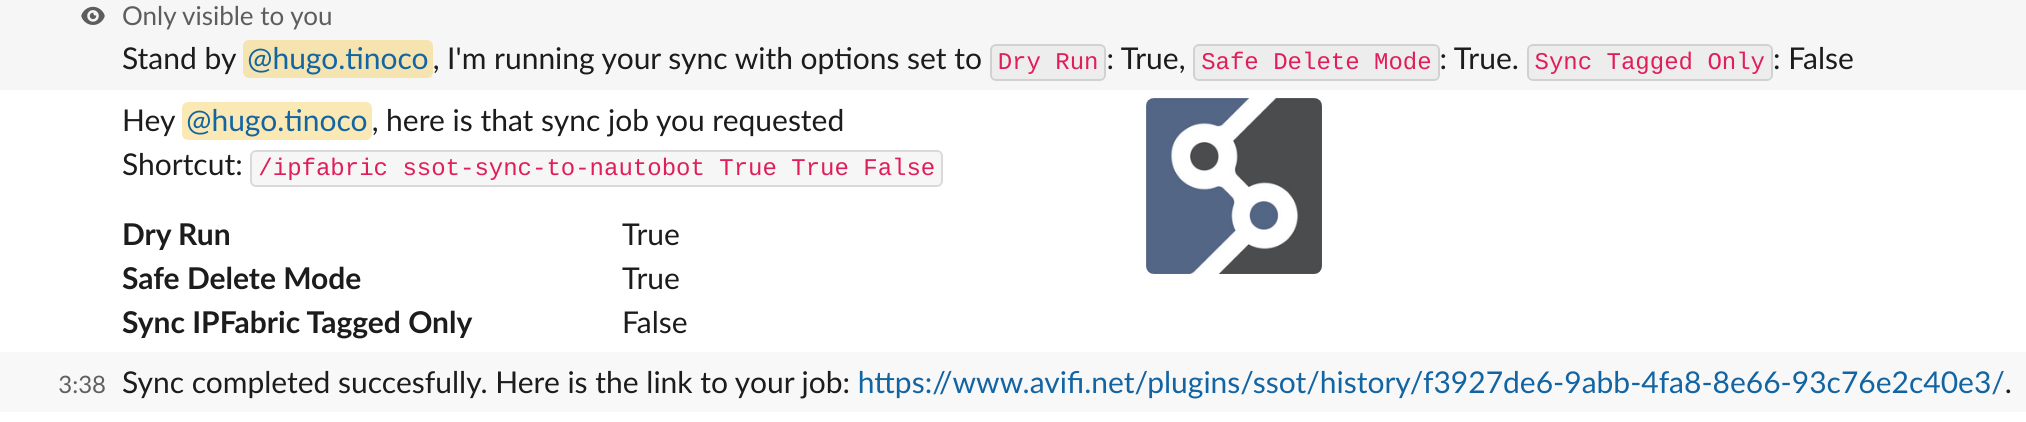 Only visible to you
Stand by @hugo.tinoco, I'm running your sync with options set to Dry Run: True, Safe Delete Mode: True. Sync Tagged Only: False
Hey @hugo.tinoco, here is that sync job you requested
Shortcut: /ipfabric ssot-sync-to-nautobot True True False
Dry Run True
Safe Delete Mode True
Sync IPFabric Tagged Only False
3:38 Sync completed succesfully. Here is the link to your job: https://www.avifi.net/plugins/ssot/history/f3927de6-9abb-4fa8-8e66-93c76e2c40e3/.